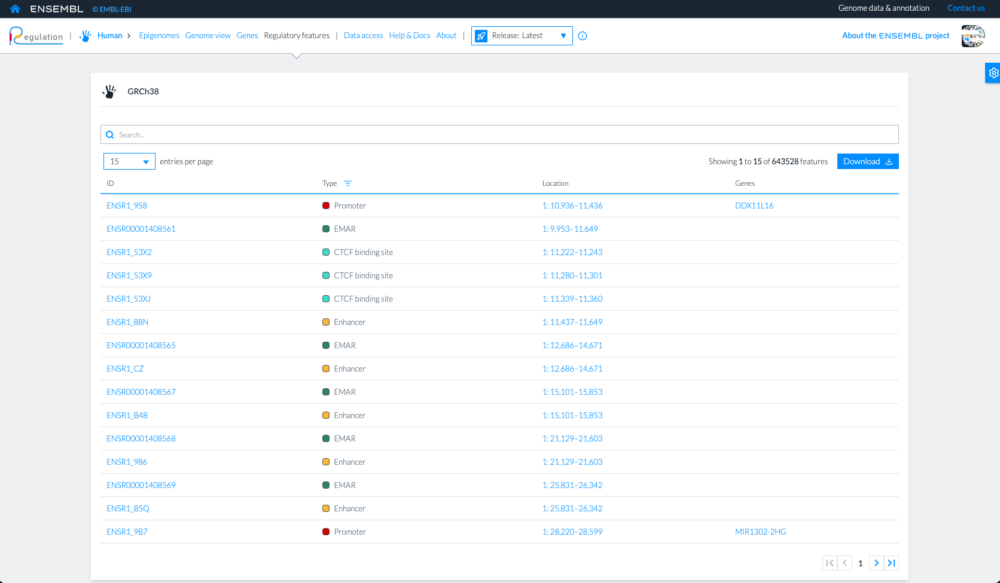 ENSEMBL © EMBL-EBI Genome data & annotation Contact us
Regulation | Human Epigenomes Genome view Genes Regulatory features | Data access Help & Docs About | Release: Latest About the ENSEMBL project
GRCh38
Search...
15 entries per page Showing 1 to 15 of 643528 features Download
ID Type Location Genes
ENSR1_958 Promoter 1: 10,936–11,436 DDX11L16
ENSR00001408561 EMAR 1: 9,953–11,649
ENSR1_53X2 CTCF binding site 1: 11,222–11,243
ENSR1_53X9 CTCF binding site 1: 11,280–11,301
ENSR1_53XJ CTCF binding site 1: 11,339–11,360
ENSR1_88N Enhancer 1: 11,437–11,649
ENSR00001408565 EMAR 1: 12,686–14,671
ENSR1_CZ Enhancer 1: 12,686–14,671
ENSR00001408567 EMAR 1: 15,101–15,853
ENSR1_B48 Enhancer 1: 15,101–15,853
ENSR00001408568 EMAR 1: 21,129–21,603
ENSR1_986 Enhancer 1: 21,129–21,603
ENSR00001408569 EMAR 1: 25,831–26,342
ENSR1_B5Q Enhancer 1: 25,831–26,342
ENSR1_9B7 Promoter 1: 28,220–28,599 MIR1302-2HG
1